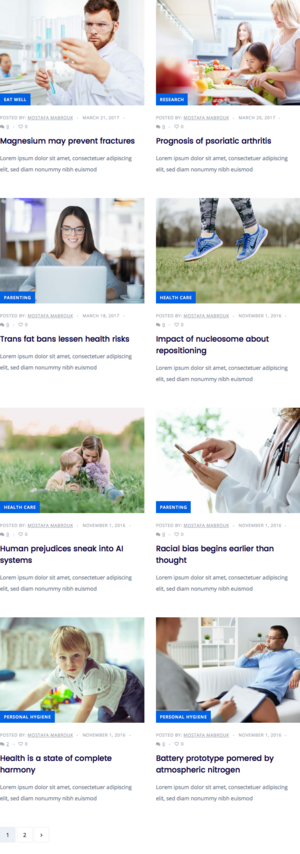 EAT WELL
POSTED BY: MOSTAFA MABROUK - MARCH 21, 2017 -
0 - 0
Magnesium may prevent fractures
Lorem ipsum dolor sit amet, consectetuer adipiscing
elit, sed diam nonummy nibh euismod
RESEARCH
POSTED BY: MOSTAFA MABROUK - MARCH 20, 2017 -
0 - 0
Prognosis of psoriatic arthritis
Lorem ipsum dolor sit amet, consectetuer adipiscing
elit, sed diam nonummy nibh euismod
PARENTING
POSTED BY: MOSTAFA MABROUK - MARCH 18, 2017 -
0 - 0
Trans fat bans lessen health risks
Lorem ipsum dolor sit amet, consectetuer adipiscing
elit, sed diam nonummy nibh euismod
HEALTH CARE
POSTED BY: MOSTAFA MABROUK - NOVEMBER 1, 2016 -
0 - 0
Impact of nucleosome about
repositioning
Lorem ipsum dolor sit amet, consectetuer adipiscing
elit, sed diam nonummy nibh euismod
HEALTH CARE
POSTED BY: MOSTAFA MABROUK - NOVEMBER 1, 2016 -
0 - 0
Human prejudices sneak into AI
systems
Lorem ipsum dolor sit amet, consectetuer adipiscing
elit, sed diam nonummy nibh euismod
PARENTING
POSTED BY: MOSTAFA MABROUK - NOVEMBER 1, 2016 -
0 - 0
Racial bias begins earlier than
thought
Lorem ipsum dolor sit amet, consectetuer adipiscing
elit, sed diam nonummy nibh euismod
PERSONAL HYGIENE
POSTED BY: MOSTAFA MABROUK - NOVEMBER 1, 2016 -
2 - 0
Health is a state of complete
harmony
Lorem ipsum dolor sit amet, consectetuer adipiscing
elit, sed diam nonummy nibh euismod
PERSONAL HYGIENE
POSTED BY: MOSTAFA MABROUK - NOVEMBER 1, 2016 -
0 - 0
Battery prototype pomered by
atmospheric nitrogen
Lorem ipsum dolor sit amet, consectetuer adipiscing
elit, sed diam nonummy nibh euismod
1 2 ›